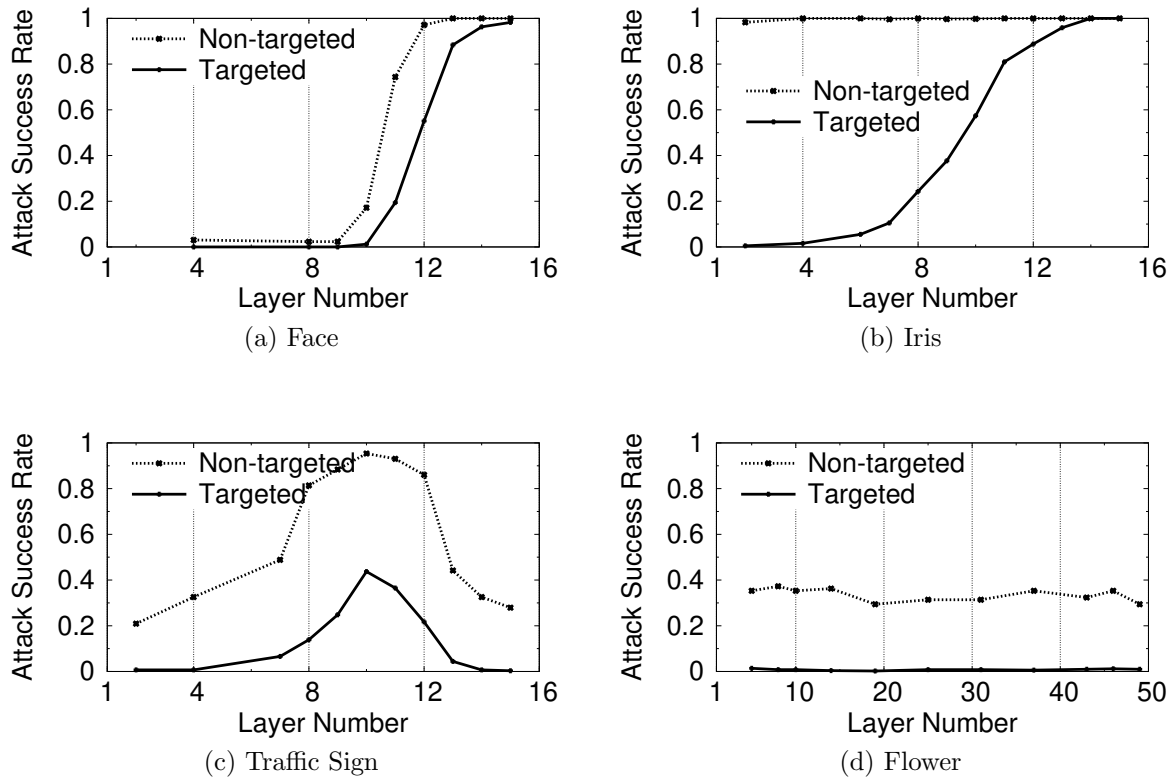 Attack Success Rate
1
0.8
0.6
0.4
0.2
0
Non-targeted
Targeted
1 4 8 12 16
Layer Number
(a) Face
Attack Success Rate
1
0.8
0.6
0.4
0.2
0
Non-targeted
Targeted
1 4 8 12 16
Layer Number
(b) Iris
Attack Success Rate
1
0.8
0.6
0.4
0.2
0
Non-targeted
Targeted
1 4 8 12 16
Layer Number
(c) Traffic Sign
Attack Success Rate
1
0.8
0.6
0.4
0.2
0
Non-targeted
Targeted
1 10 20 30 40 50
Layer Number
(d) Flower